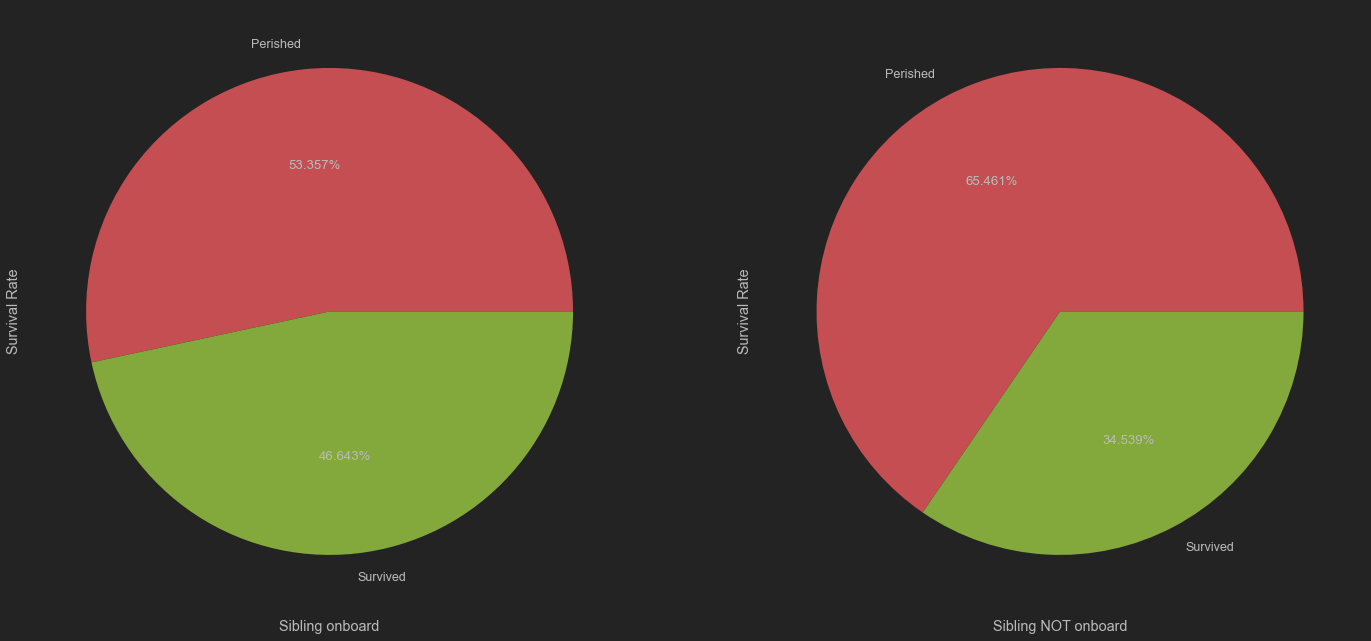 Perished
53.357%
Survival Rate
46.643%
Survived
Sibling onboard
Perished
65.461%
Survival Rate
34.539%
Survived
Sibling NOT onboard